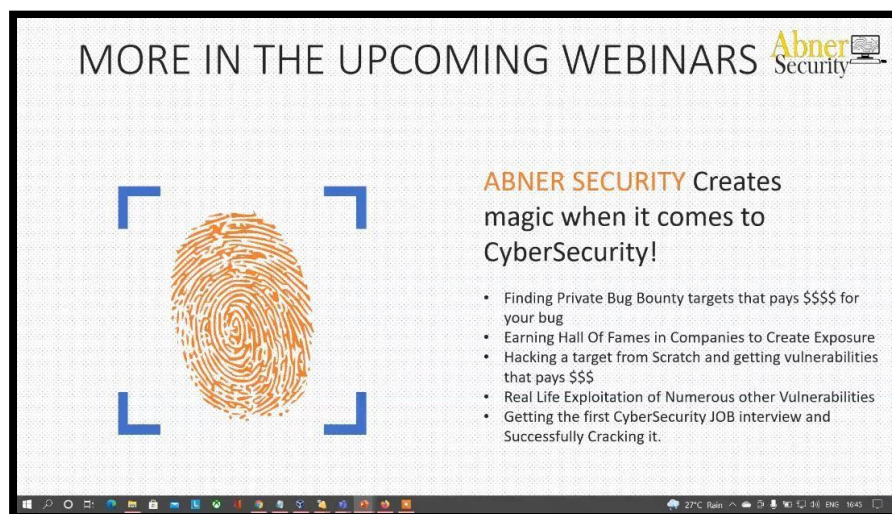 MORE IN THE UPCOMING WEBINARS
Abner
Security
ABNER SECURITY Creates
magic when it comes to
CyberSecurity!
• Finding Private Bug Bounty targets that pays $$$$ for
your bug
• Earning Hall Of Fames in Companies to Create Exposure
• Hacking a target from Scratch and getting vulnerabilities
that pays $$$
• Real Life Exploitation of Numerous other Vulnerabilities
• Getting the first CyberSecurity JOB interview and
Successfully Cracking it.
27°C Rain ENG 1645